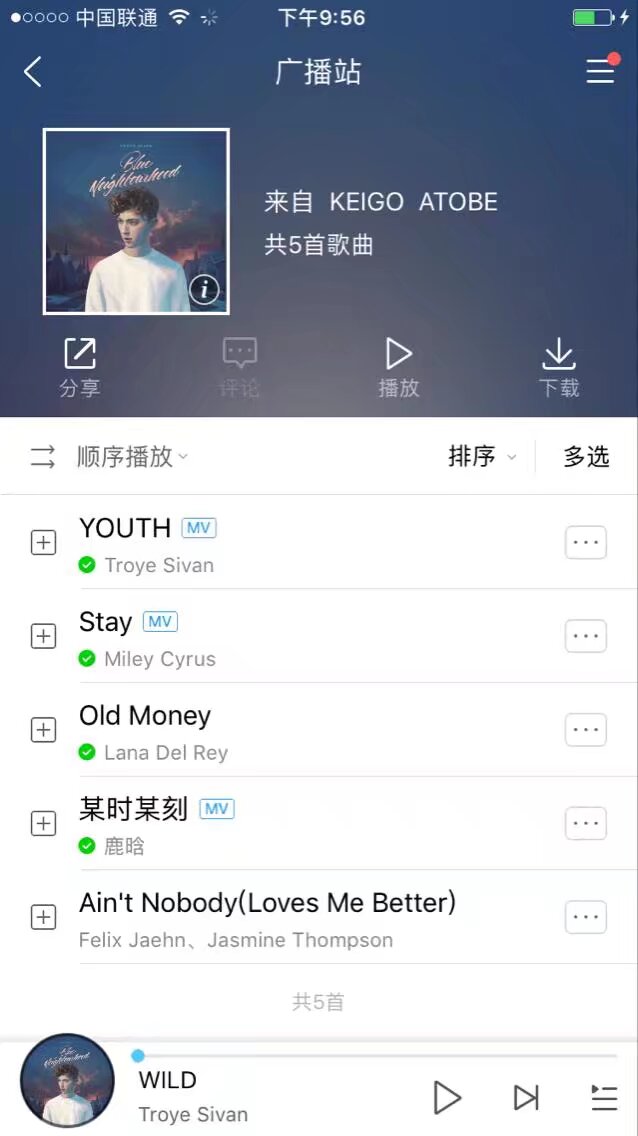 中国联通 下午9:56
广播站
TROYE SIVAN
Blue
Neighbourhood
来自 KEIGO ATOBE
共5首歌曲
分享 评论 播放 下载
顺序播放 排序 多选
YOUTH MV
Troye Sivan
Stay MV
Miley Cyrus
Old Money
Lana Del Rey
某时某刻 MV
鹿晗
Ain't Nobody(Loves Me Better)
Felix Jaehn、Jasmine Thompson
共5首
WILD
Troye Sivan